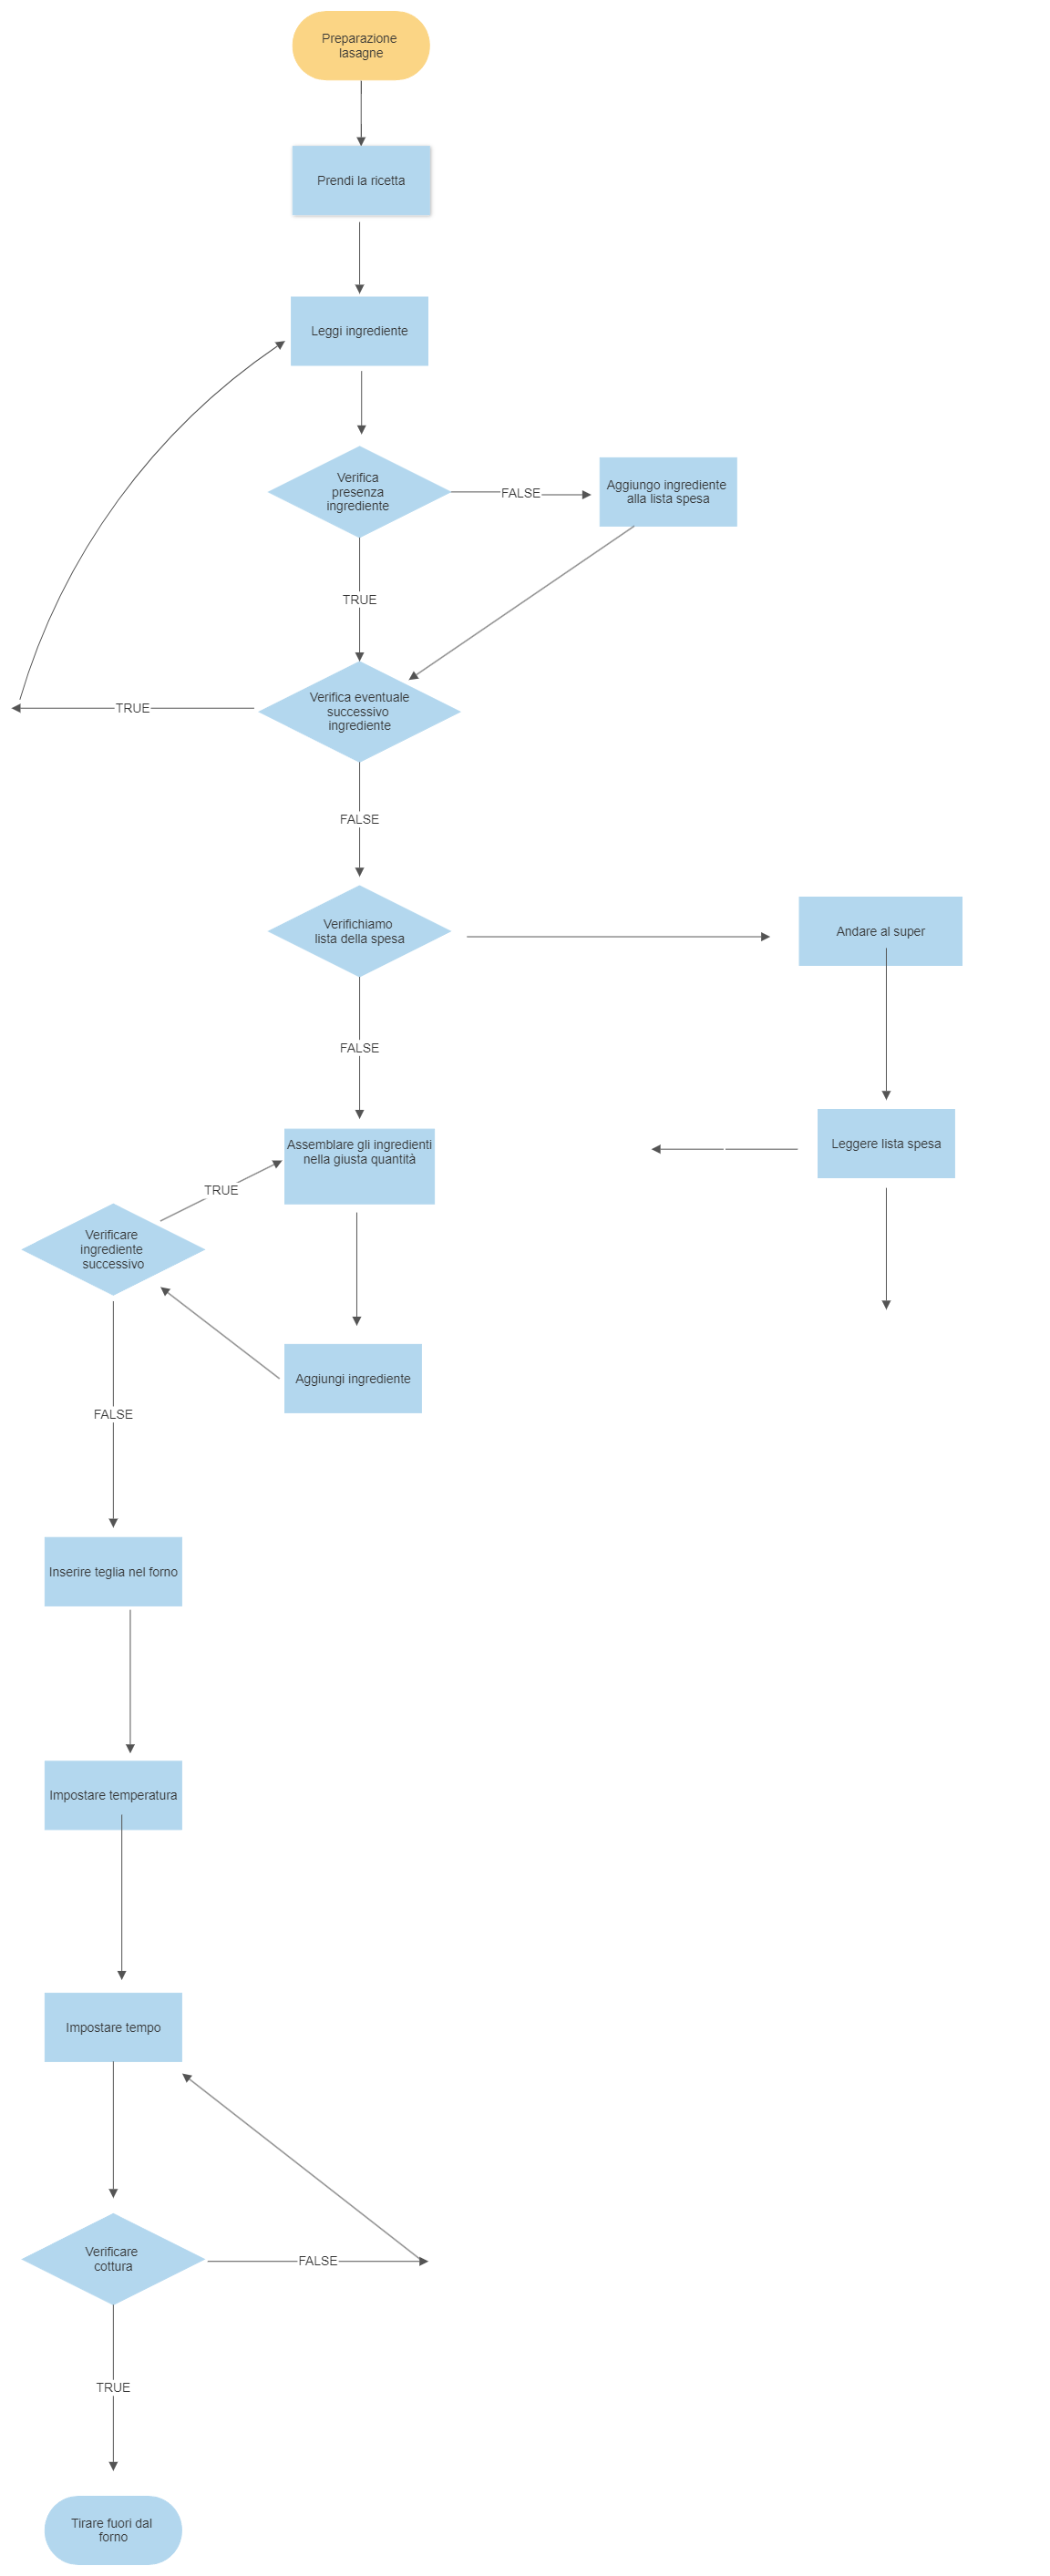 Preparazione
lasagne
Prendi la ricetta
Leggi ingrediente
Verifica
presenza
ingrediente
FALSE
Aggiungo ingrediente
alla lista spesa
TRUE
Verifica eventuale
successivo
ingrediente
TRUE
FALSE
Verifichiamo
lista della spesa
Andare al super
FALSE
Assemblare gli ingredienti
nella giusta quantità
Leggere lista spesa
TRUE
Verificare
ingrediente
successivo
Aggiungi ingrediente
FALSE
Inserire teglia nel forno
Impostare temperatura
Impostare tempo
Verificare
cottura
FALSE
TRUE
Tirare fuori dal
forno